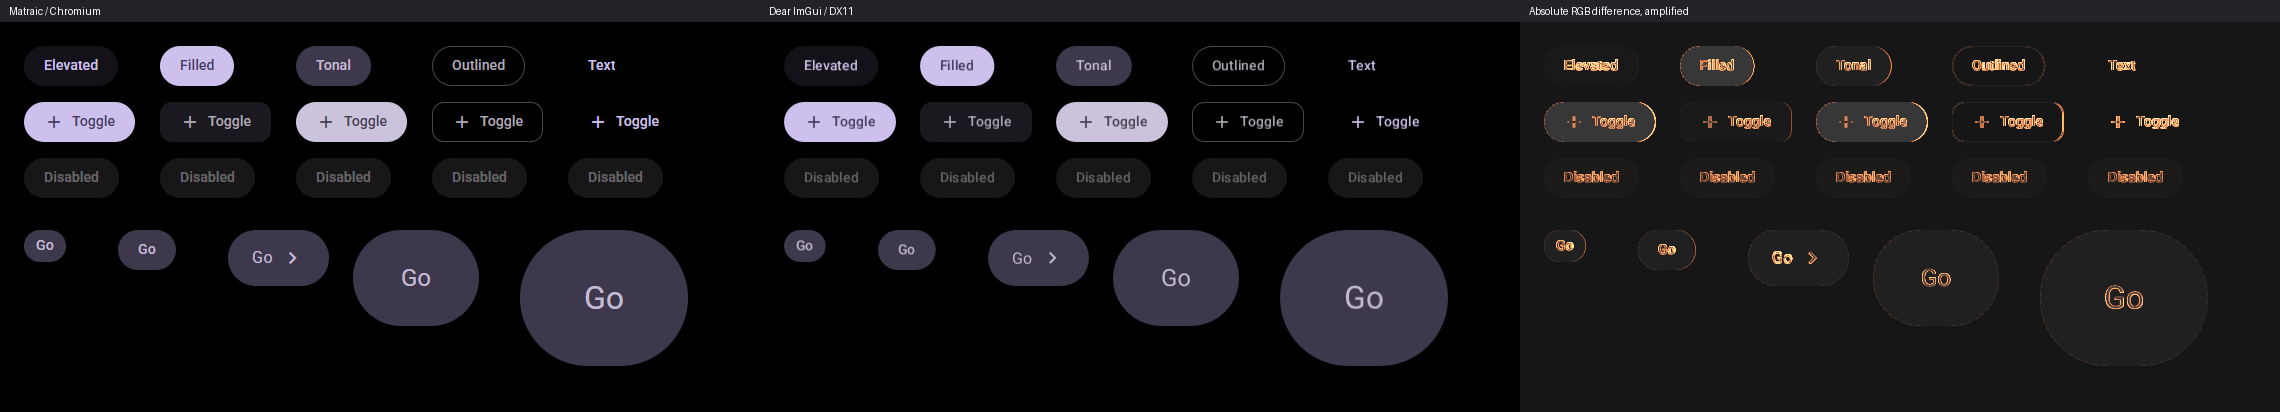 Matraic / Chromium
Dear ImGui / DX11
Absolute RGB difference, amplified
Elevated Filled Tonal Outlined Text
Elevated Filled Tonal Outlined Text
Elevated Filled Tonal Outlined Text
+ Toggle + Toggle + Toggle + Toggle + Toggle
+ Toggle + Toggle + Toggle + Toggle + Toggle
Toggle Toggle Toggle Toggle Toggle
Disabled Disabled Disabled Disabled Disabled
Disabled Disabled Disabled Disabled Disabled
Disabled Disabled Disabled Disabled Disabled
Go Go Go > Go Go
Go Go Go > Go Go
Go Go Go > Go Go